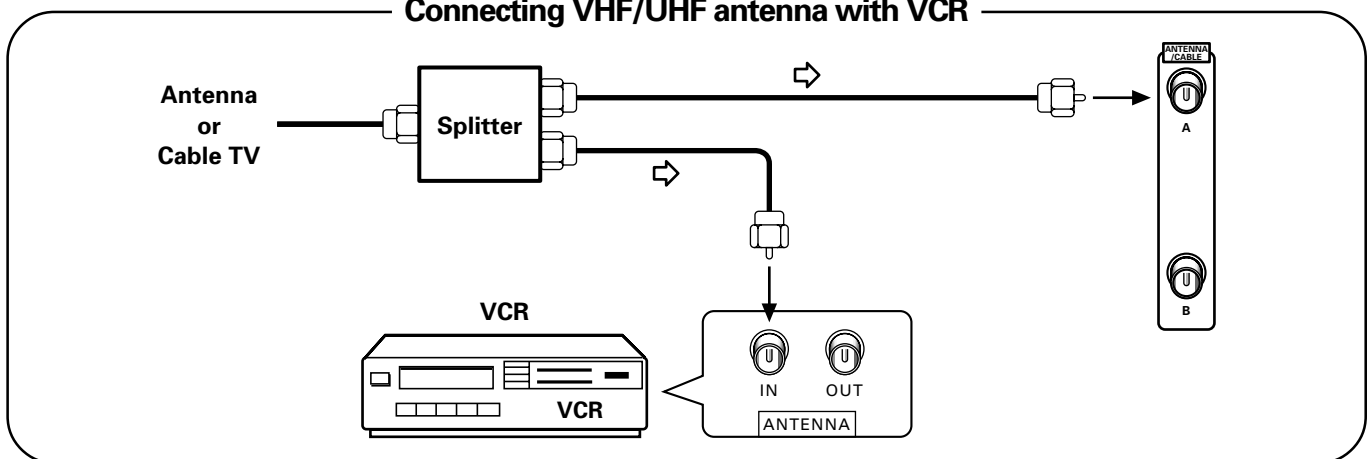 Connecting VHF/UHF antenna with VCR
Antenna
or
Cable TV
Splitter
ANTENNA
/CABLE
A
B
VCR
VCR
IN
OUT
ANTENNA